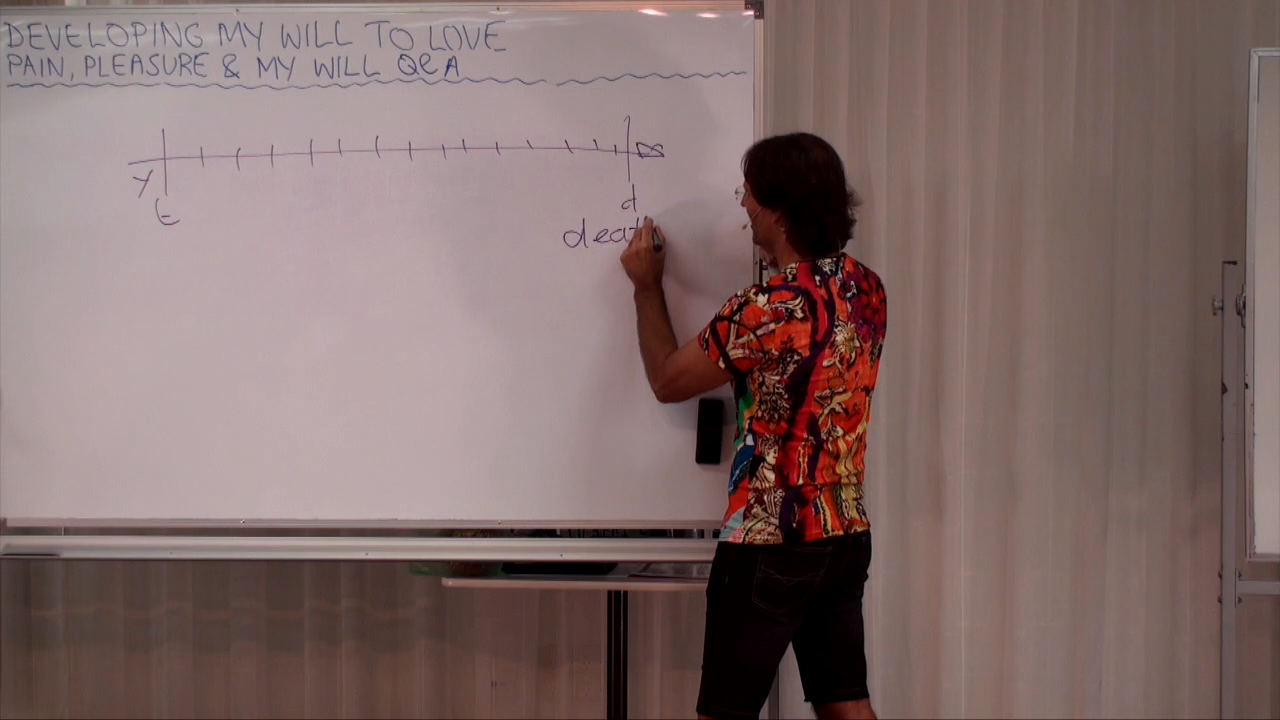 DEVELOPING MY WILL TO LOVE
PAIN, PLEASURE & MY WILL Q&A
y
t
d
death